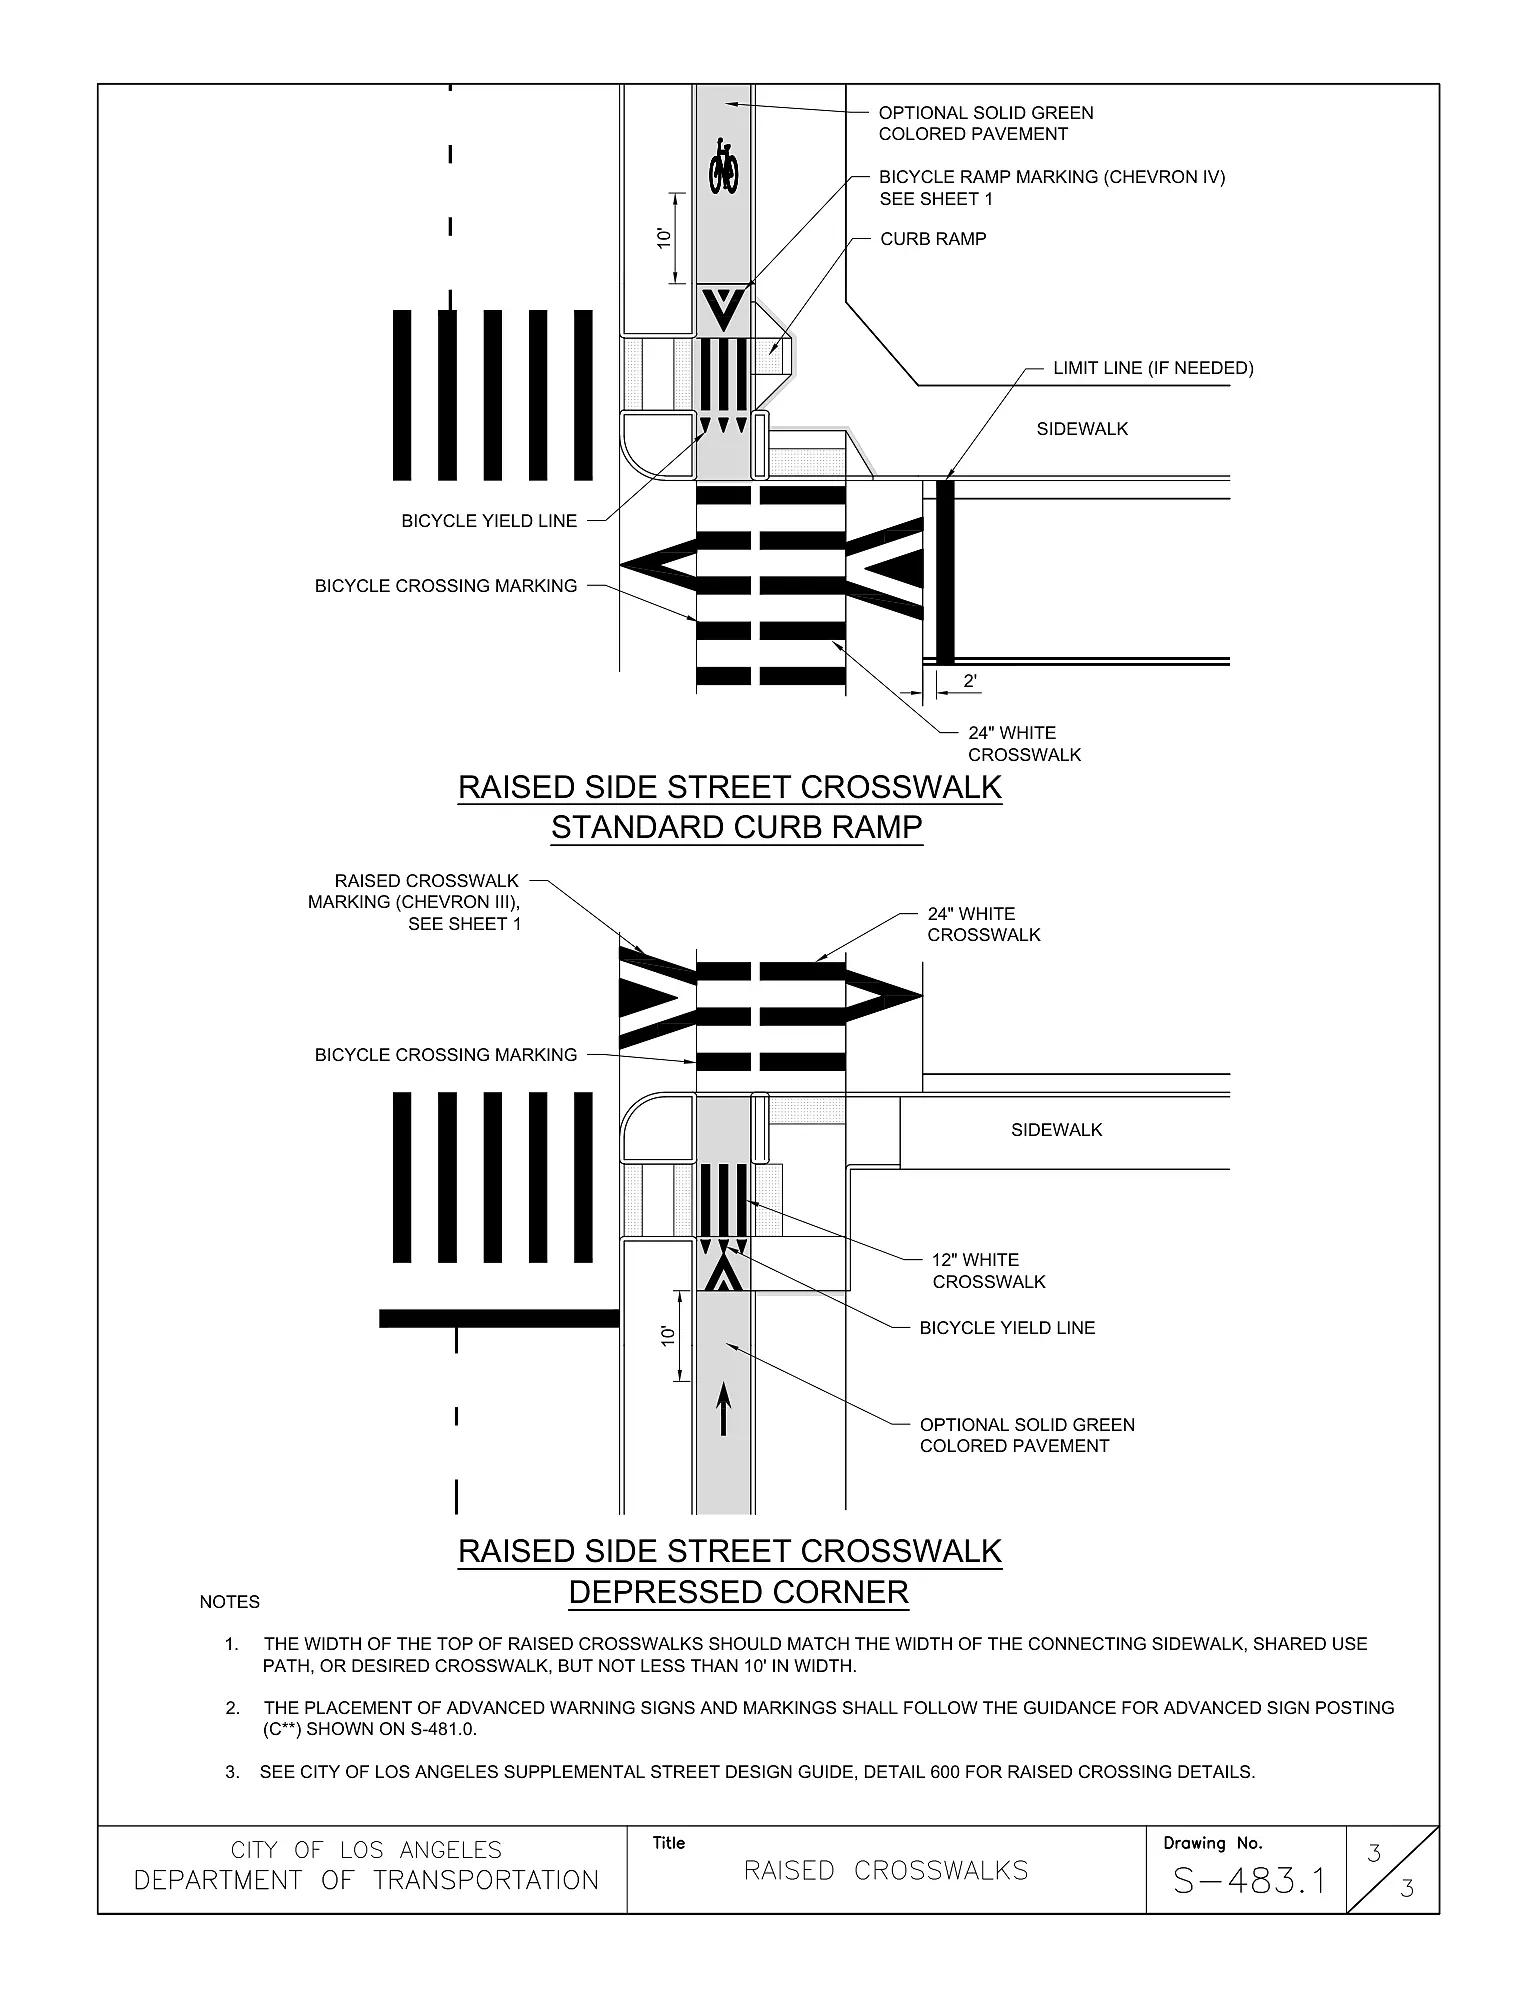 OPTIONAL SOLID GREEN
COLORED PAVEMENT
BICYCLE RAMP MARKING (CHEVRON IV)
SEE SHEET 1
10'
CURB RAMP
LIMIT LINE (IF NEEDED)
SIDEWALK
BICYCLE YIELD LINE
BICYCLE CROSSING MARKING
2'
24" WHITE
CROSSWALK
RAISED SIDE STREET CROSSWALK
STANDARD CURB RAMP
RAISED CROSSWALK
MARKING (CHEVRON III),
SEE SHEET 1
24" WHITE
CROSSWALK
BICYCLE CROSSING MARKING
SIDEWALK
12" WHITE
CROSSWALK
BICYCLE YIELD LINE
10'
OPTIONAL SOLID GREEN
COLORED PAVEMENT
RAISED SIDE STREET CROSSWALK
DEPRESSED CORNER
NOTES
1. THE WIDTH OF THE TOP OF RAISED CROSSWALKS SHOULD MATCH THE WIDTH OF THE CONNECTING SIDEWALK, SHARED USE
PATH, OR DESIRED CROSSWALK, BUT NOT LESS THAN 10' IN WIDTH.
2. THE PLACEMENT OF ADVANCED WARNING SIGNS AND MARKINGS SHALL FOLLOW THE GUIDANCE FOR ADVANCED SIGN POSTING
(C**) SHOWN ON S-481.0.
3. SEE CITY OF LOS ANGELES SUPPLEMENTAL STREET DESIGN GUIDE, DETAIL 600 FOR RAISED CROSSING DETAILS.
CITY OF LOS ANGELES
DEPARTMENT OF TRANSPORTATION
Title
RAISED CROSSWALKS
Drawing No.
S-483.1
3
3